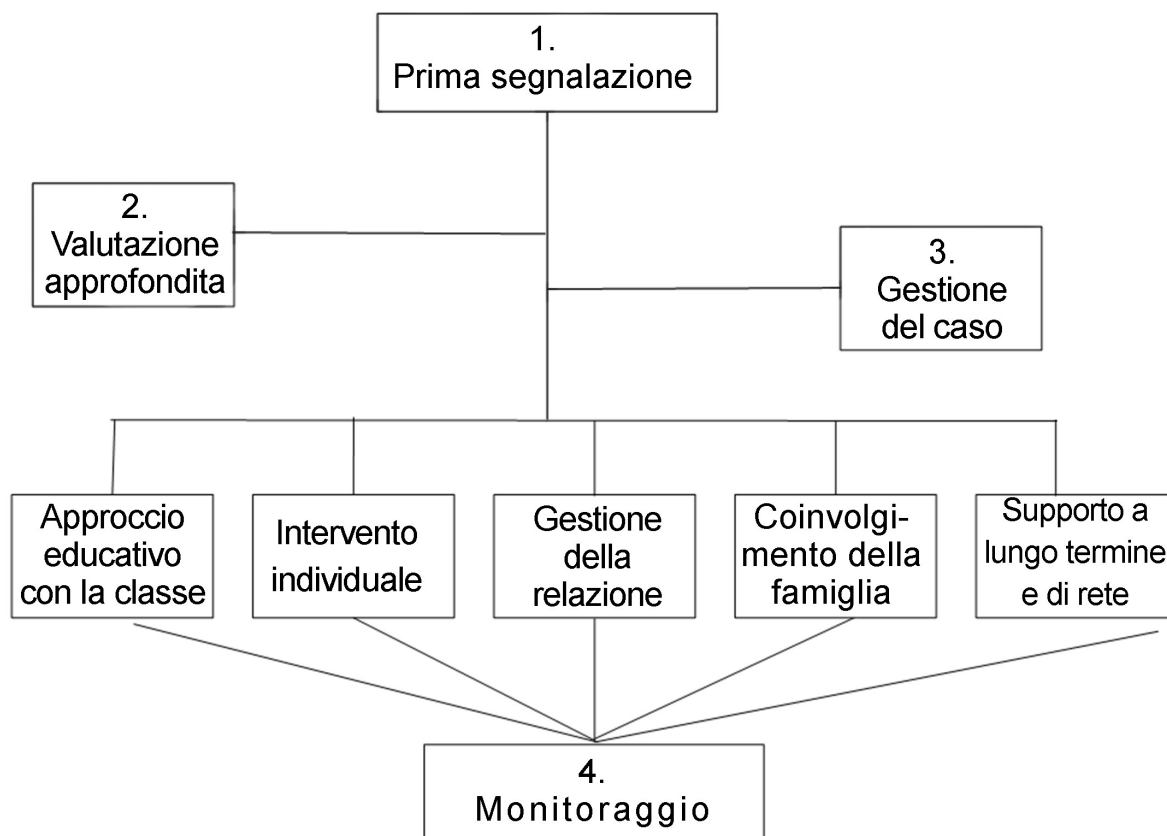 1.
Prima segnalazione
2.
Valutazione
approfondita
3.
Gestione
del caso
Approccio
educativo
con la classe
Intervento
individuale
Gestione
della
relazione
Coinvolgi-
mento della
famiglia
Supporto a
lungo termine
e di rete
4.
Monitoraggio